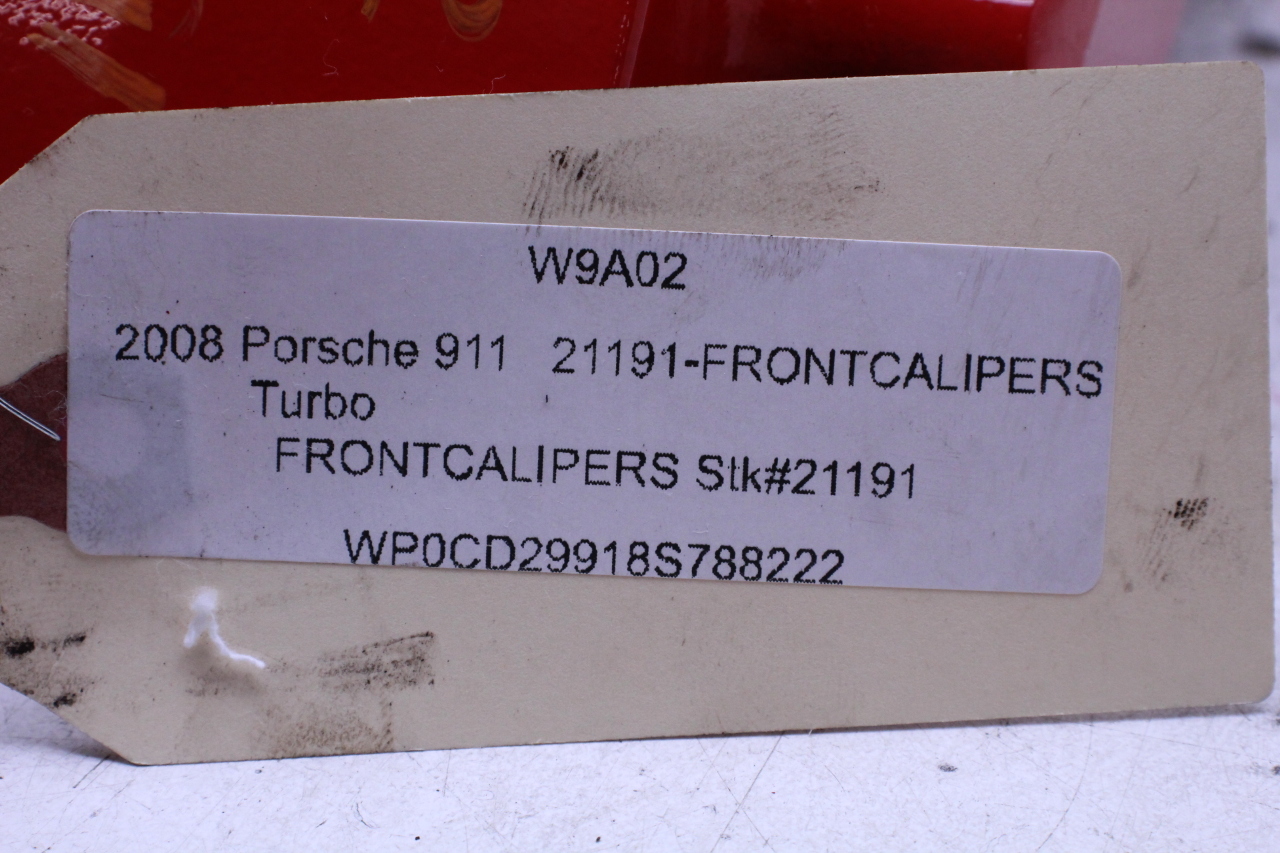 W9A02
2008 Porsche 911 21191-FRONTCALIPERS
Turbo
FRONTCALIPERS Stk#21191
WP0CD29918S788222